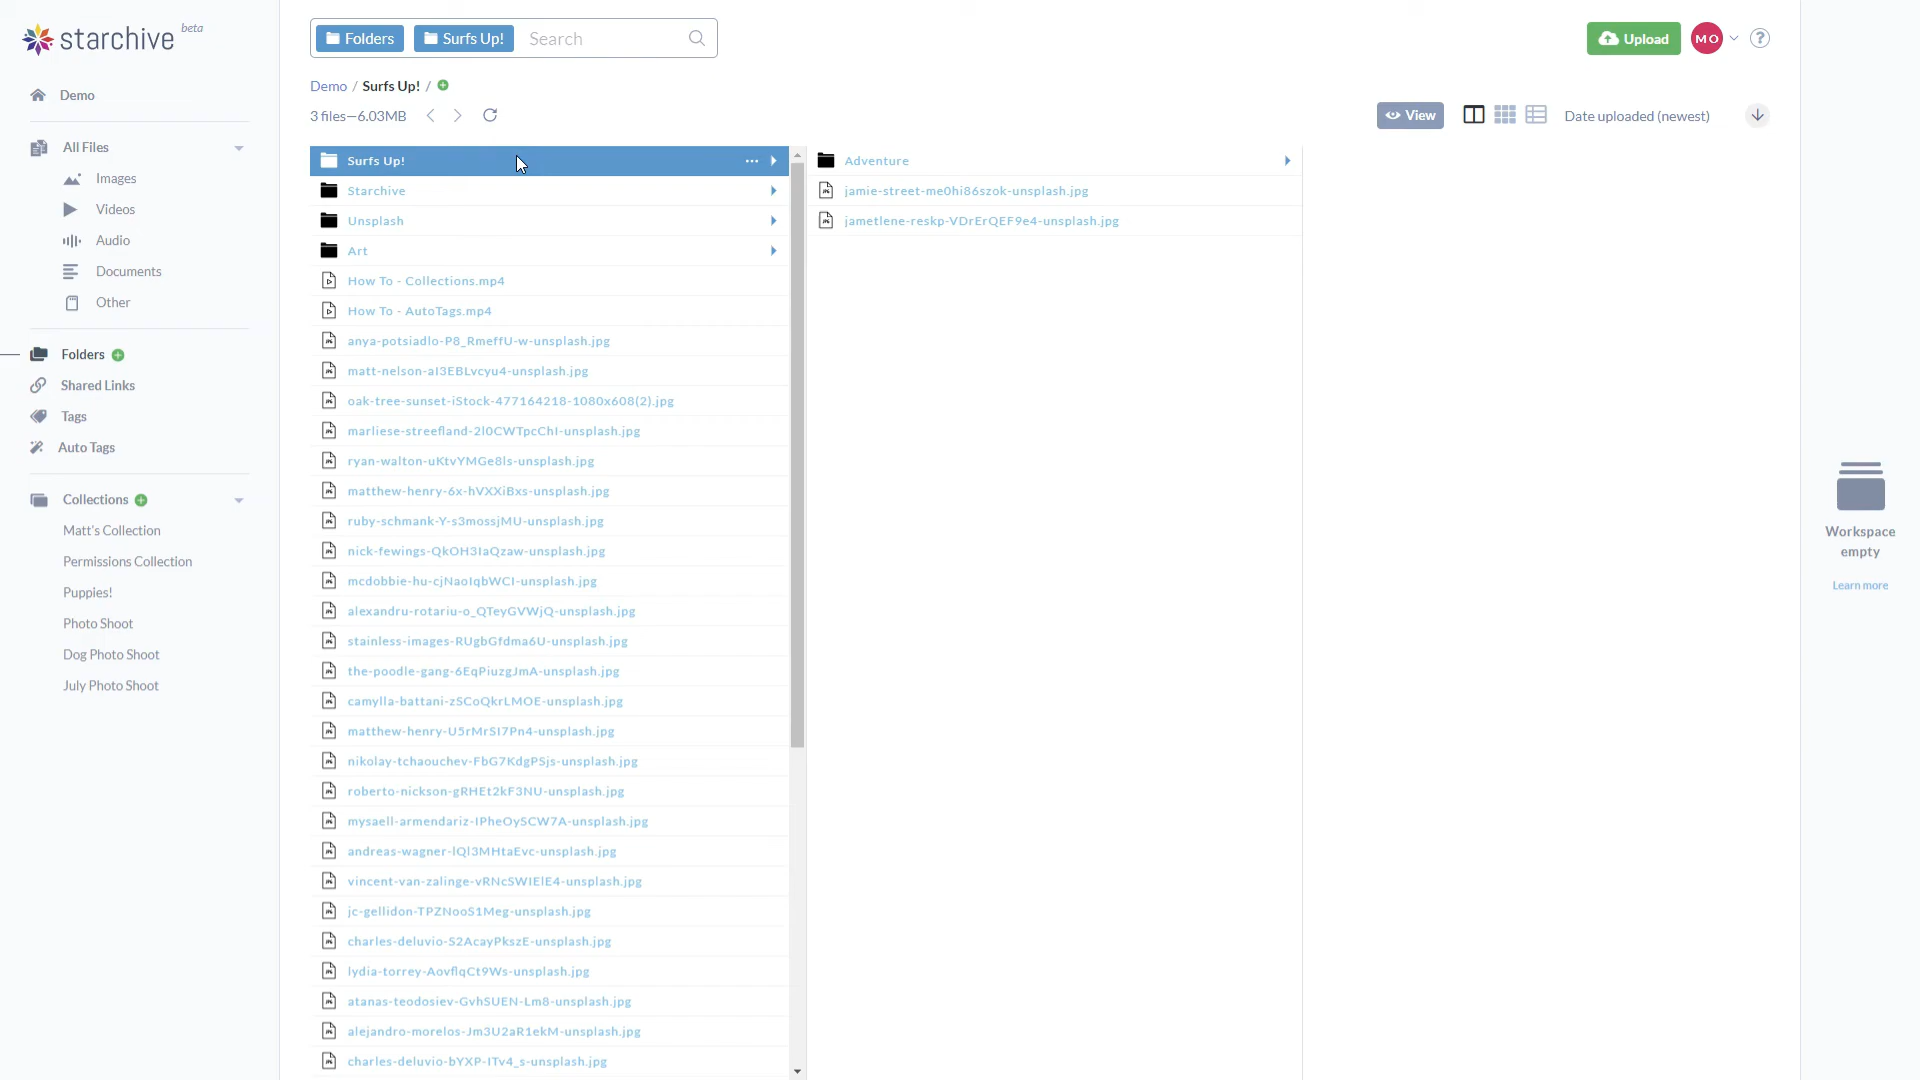 starchive beta
Folders
Surfs Up!
Search
Upload
MO
?
Demo / Surfs Up! /
3 files—6.03MB
View
Date uploaded (newest)
Demo
All Files
Images
Videos
Audio
Documents
Other
Folders
Shared Links
Tags
Auto Tags
Collections
Matt's Collection
Permissions Collection
Puppies!
Photo Shoot
Dog Photo Shoot
July Photo Shoot
Surfs Up!
Starchive
Unsplash
Art
How To - Collections.mp4
How To - AutoTags.mp4
anya-potsiadlo-P8_RmeffU-w-unsplash.jpg
matt-nelson-aI3EBLvcyu4-unsplash.jpg
oak-tree-sunset-iStock-477164218-1080x608(2).jpg
marliese-streefland-2l0CWTpcChI-unsplash.jpg
ryan-walton-uKtvYMGe8ls-unsplash.jpg
matthew-henry-6x-hVXXiBxs-unsplash.jpg
ruby-schmank-Y-s3mossjMU-unsplash.jpg
nick-fewings-QkOH3IaQzaw-unsplash.jpg
mcdobbie-hu-cjNaoIqbWCI-unsplash.jpg
alexandru-rotariu-o_QTeyGVWjQ-unsplash.jpg
stainless-images-RUgbGfdma6U-unsplash.jpg
the-poodle-gang-6EqPiuzgJmA-unsplash.jpg
camylla-battani-zSCoQkrLMOE-unsplash.jpg
matthew-henry-U5rMrSI7Pn4-unsplash.jpg
nikolay-tchaouchev-FbG7KdgPSjs-unsplash.jpg
roberto-nickson-gRHEt2kF3NU-unsplash.jpg
mysaell-armendariz-IPheOySCW7A-unsplash.jpg
andreas-wagner-lQl3MHtaEvc-unsplash.jpg
vincent-van-zalinge-vRNcSWIElE4-unsplash.jpg
jc-gellidon-TPZNooS1Meg-unsplash.jpg
charles-deluvio-S2AcayPkszE-unsplash.jpg
lydia-torrey-AovflqCt9Ws-unsplash.jpg
atanas-teodosiev-GvhSUEN-Lm8-unsplash.jpg
alejandro-morelos-Jm3U2aR1ekM-unsplash.jpg
charles-deluvio-bYXP-ITv4_s-unsplash.jpg
Adventure
jamie-street-me0hi86szok-unsplash.jpg
jametlene-reskp-VDrErQEF9e4-unsplash.jpg
Workspace
empty
Learn more